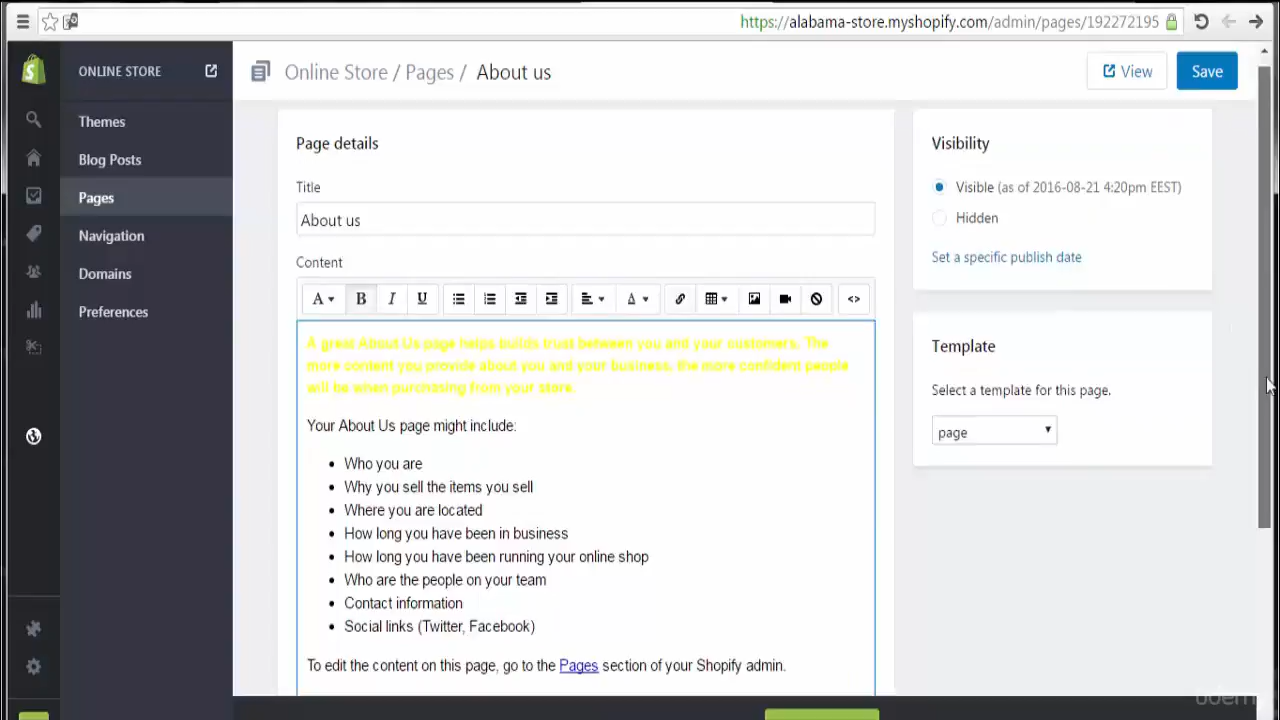 https://alabama-store.myshopify.com/admin/pages/192272195
ONLINE STORE
Online Store / Pages / About us
View
Save
Themes
Blog Posts
Pages
Navigation
Domains
Preferences
Page details
Title
About us
Content
A
B
I
U
A
<>
A great About Us page helps builds trust between you and your customers. The
more content you provide about you and your business, the more confident people
will be when purchasing from your store.
Your About Us page might include:
Who you are
Why you sell the items you sell
Where you are located
How long you have been in business
How long you have been running your online shop
Who are the people on your team
Contact information
Social links (Twitter, Facebook)
To edit the content on this page, go to the Pages section of your Shopify admin.
Visibility
Visible (as of 2016-08-21 4:20pm EEST)
Hidden
Set a specific publish date
Template
Select a template for this page.
page